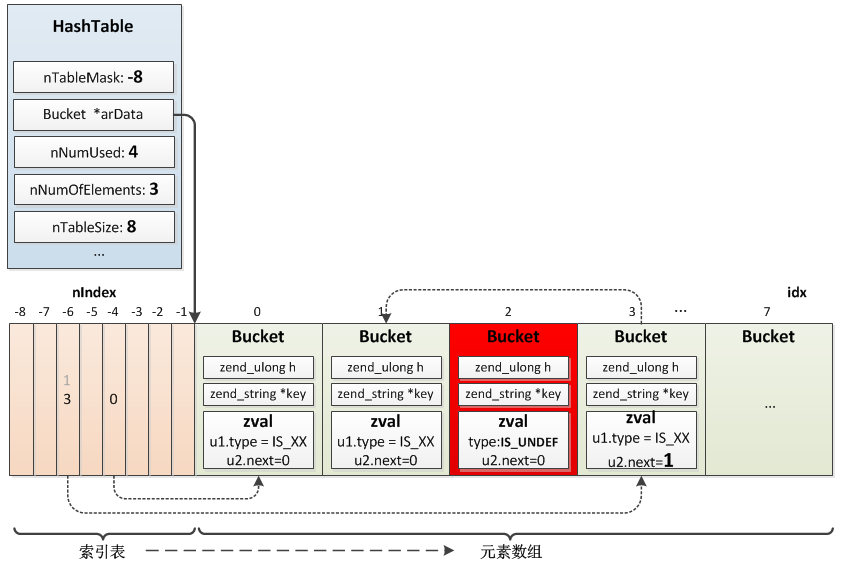 HashTable
nTableMask: -8
Bucket *arData
nNumUsed: 4
nNumOfElements: 3
nTableSize: 8
...
nIndex
idx
-8 -7 -6 -5 -4 -3 -2 -1 0 1 2 3 ... 7
Bucket Bucket Bucket Bucket Bucket
zend_ulong h zend_ulong h zend_ulong h zend_ulong h
1
zend_string *key zend_string *key zend_string *key zend_string *key
3 0
...
zval zval zval zval
u1.type = IS_XX u1.type = IS_XX type:IS_UNDEF u1.type = IS_XX
u2.next=0 u2.next=0 u2.next=0 u2.next=1
索引表 元素数组